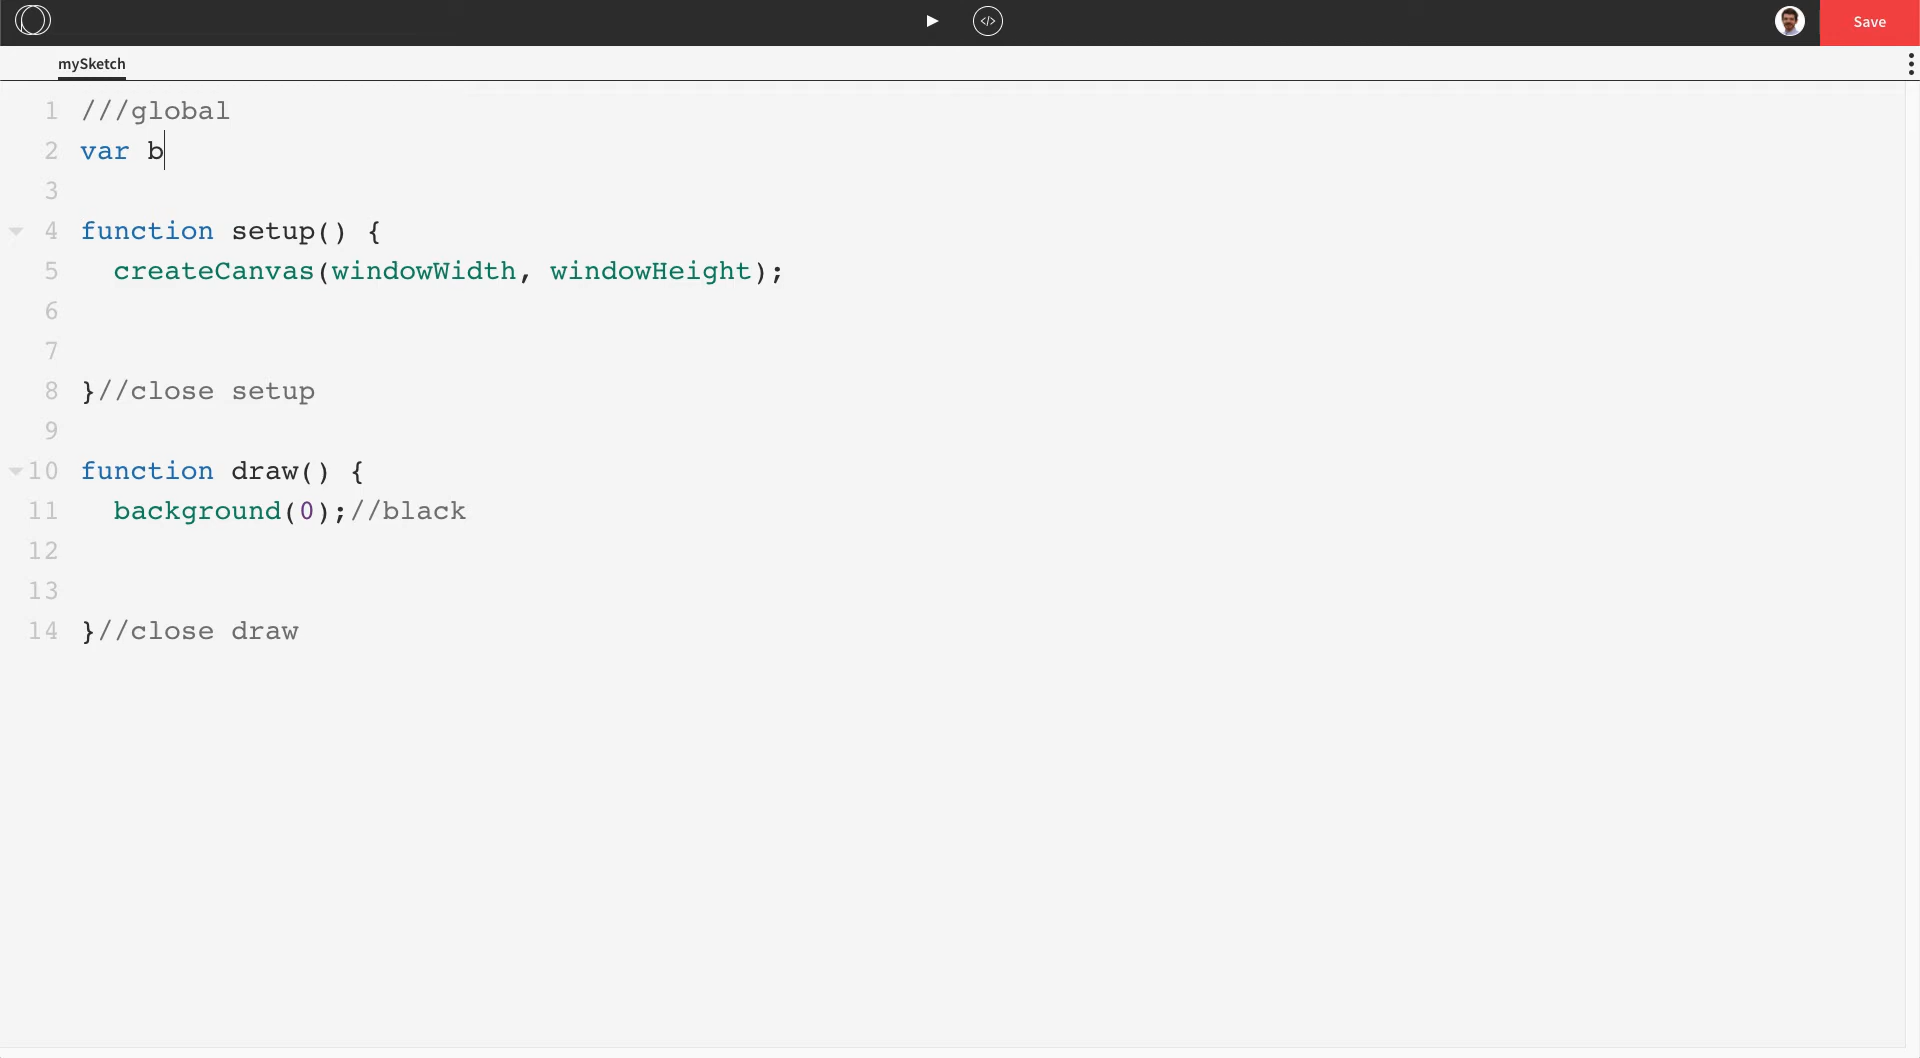 </> Save
mySketch
1 ///global
2 var b
3
4 function setup() {
5   createCanvas(windowWidth, windowHeight);
6
7
8 }//close setup
9
10 function draw() {
11   background(0);//black
12
13
14 }//close draw